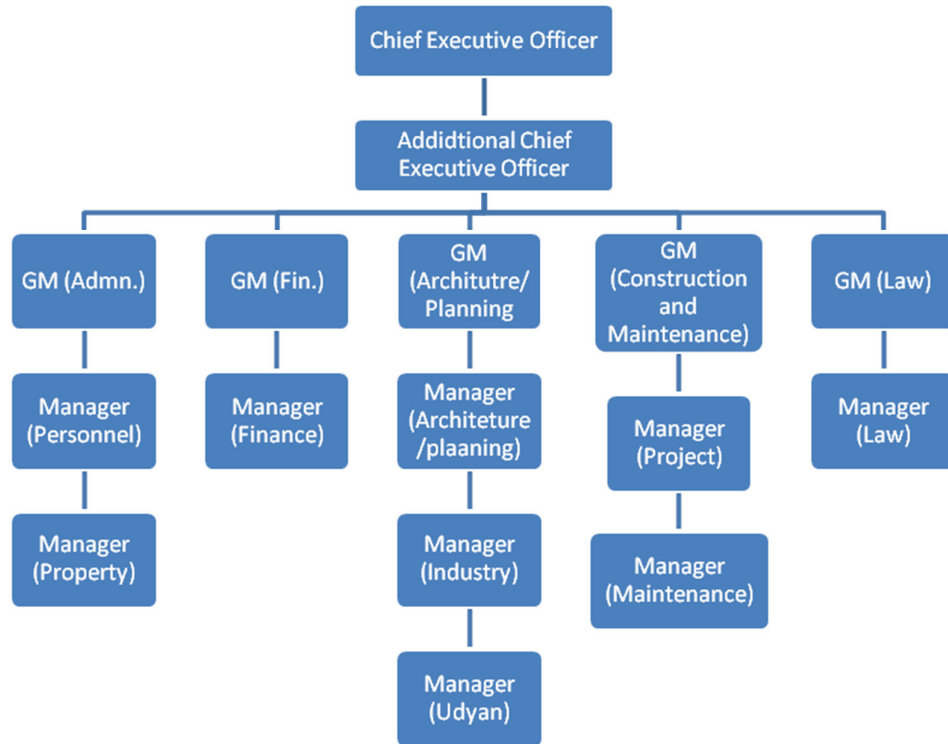 Chief Executive Officer
Addidtional Chief
Executive Officer
GM (Admn.)
GM (Fin.)
GM
(Architutre/
Planning
GM
(Construction
and
Maintenance)
GM (Law)
Manager
(Personnel)
Manager
(Finance)
Manager
(Architeture
/plaaning)
Manager
(Project)
Manager
(Law)
Manager
(Property)
Manager
(Industry)
Manager
(Maintenance)
Manager
(Udyan)